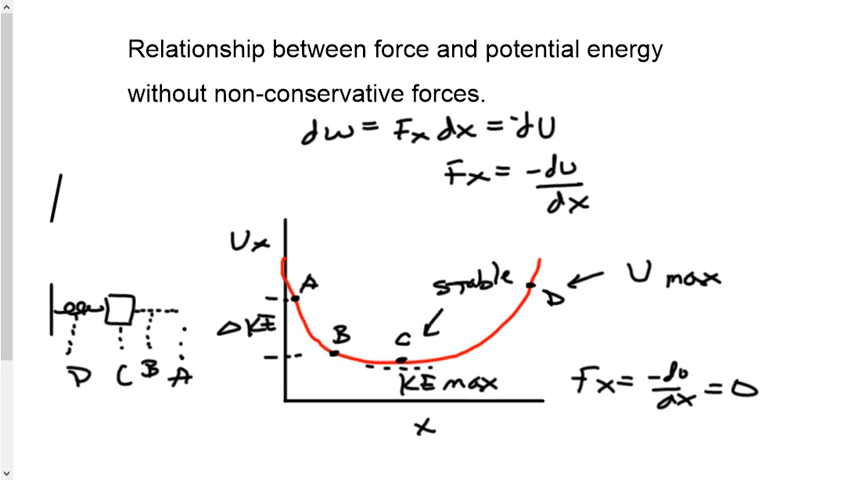 Relationship between force and potential energy
without non-conservative forces.
dw = Fx dx = -dU
Fx = -dU/dx
Ux
A
stable
D
U max
ΔKE
B
C
KE max
Fx = -dU/dx = 0
D C B A
x